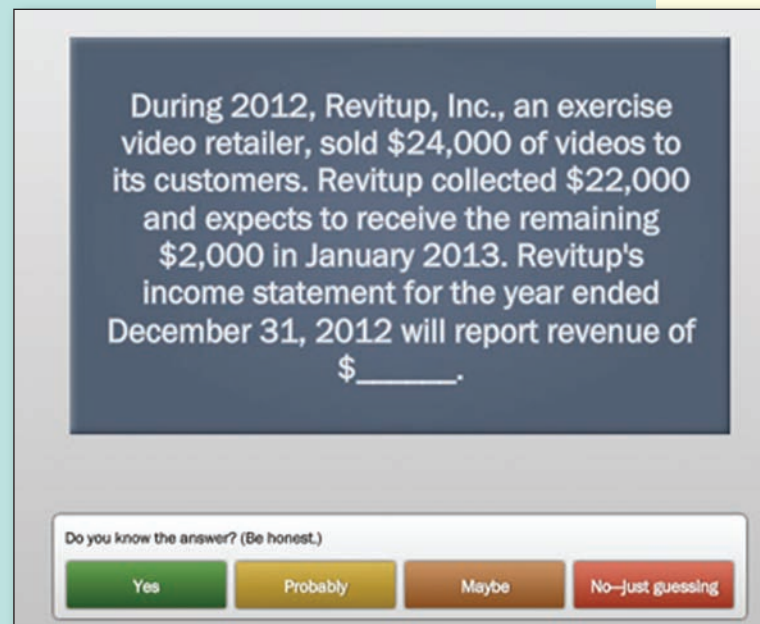 During 2012, Revitup, Inc., an exercise
video retailer, sold $24,000 of videos to
its customers. Revitup collected $22,000
and expects to receive the remaining
$2,000 in January 2013. Revitup's
income statement for the year ended
December 31, 2012 will report revenue of
$______.
Do you know the answer? (Be honest.)
Yes
Probably
Maybe
No—just guessing